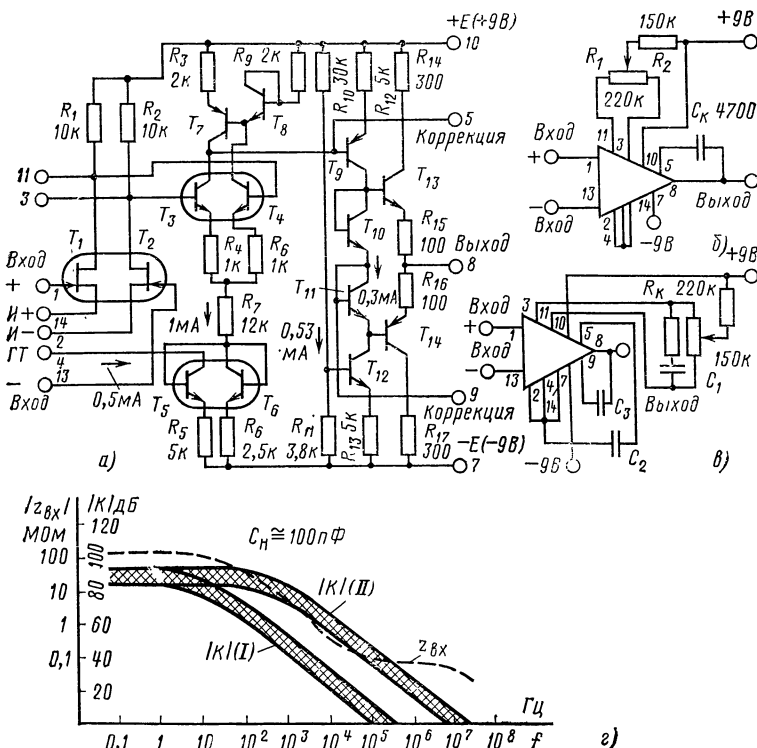 +E(+9В)
10
R₃
2к
R₉ 2к
30к
R₁₀
5к
R₁₂
R₁₄
300
R₁
10к
R₂
10к
T₇
T₈
5
Коррекция
T₉
T₁₃
11
3
T₃
T₄
T₁₀
R₁₅
100
R₄
1к
R₆
1к
Выход
8
T₁
T₂
Вход
+
1
И+
14
И−
2
ГТ
4
−
13
Вход
0,5мА
1мА
R₇
12к
T₁₁
0,3мА
R₁₆
100
T₁₄
0,53
мА
T₁₂
9
Коррекция
T₅
T₆
R₅
5к
R₆
2,5к
R₁₁
3,8к
R₁₃
5к
R₁₇
300
−E(−9В)
7
а)
150к
+9В
R₁
R₂
220к
Cк 4700
Вход
+
11
3
10
5
1
8
−
13
Вход
14
7
2
4
−9В
Выход
б)
+9В
Rк
220к
Вход
+
3
11
10
5
8
1
Вход
−
13
9
2
4
14
7
150к
C₁
C₃
Выход
C₂
−9В
в)
|zвх|
МОм
|K|дБ
120
100
100
10
80
1
60
0,1
40
20
Cн≅100пФ
|K|(II)
|K|(I)
zвх
Гц
0,1 1 10 10² 10³ 10⁴ 10⁵ 10⁶ 10⁷ 10⁸ f
г)